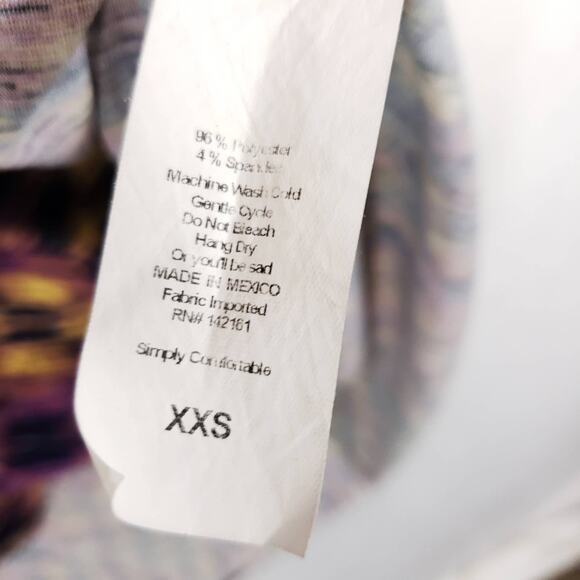 96 % Polyester
4 % Spandex
Machine Wash Cold
Gentle Cycle
Do Not Bleach
Hang Dry
Or you'll be sad
MADE IN MEXICO
Fabric Imported
RN# 142161
Simply Comfortable
XXS